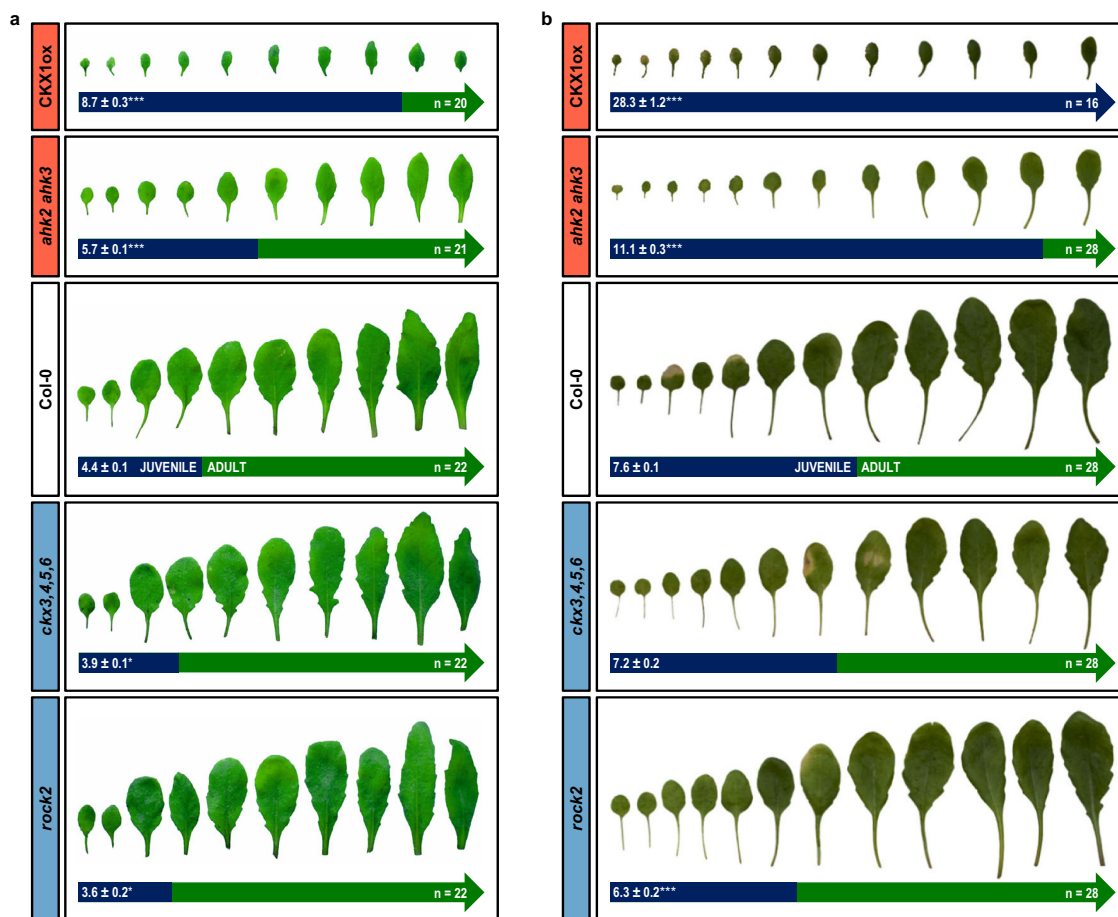 a
CKX1ox
8.7 ± 0.3***
n = 20
ahk2 ahk3
5.7 ± 0.1***
n = 21
Col-0
4.4 ± 0.1 JUVENILE ADULT
n = 22
ckx3,4,5,6
3.9 ± 0.1*
n = 22
rock2
3.6 ± 0.2*
n = 22
b
CKX1ox
28.3 ± 1.2***
n = 16
ahk2 ahk3
11.1 ± 0.3***
n = 28
Col-0
7.6 ± 0.1 JUVENILE ADULT
n = 28
ckx3,4,5,6
7.2 ± 0.2
n = 28
rock2
6.3 ± 0.2***
n = 28